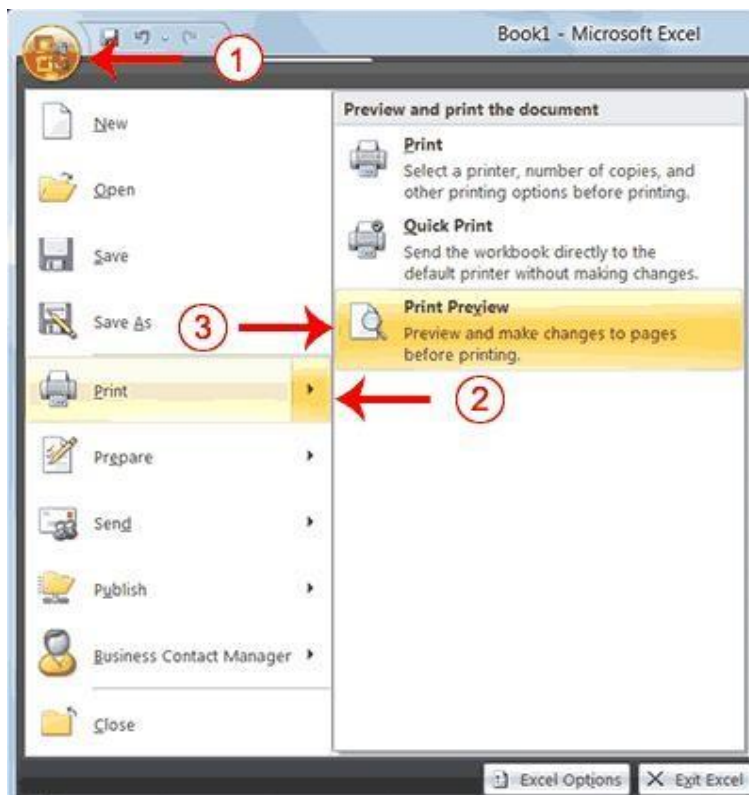 Book1 - Microsoft Excel
1
New
Open
Save
Save As
Print
Prepare
Send
Publish
Business Contact Manager
Close
Preview and print the document
Print
Select a printer, number of copies, and
other printing options before printing.
Quick Print
Send the workbook directly to the
default printer without making changes.
3
Print Preview
Preview and make changes to pages
before printing.
2
Excel Options
Exit Excel